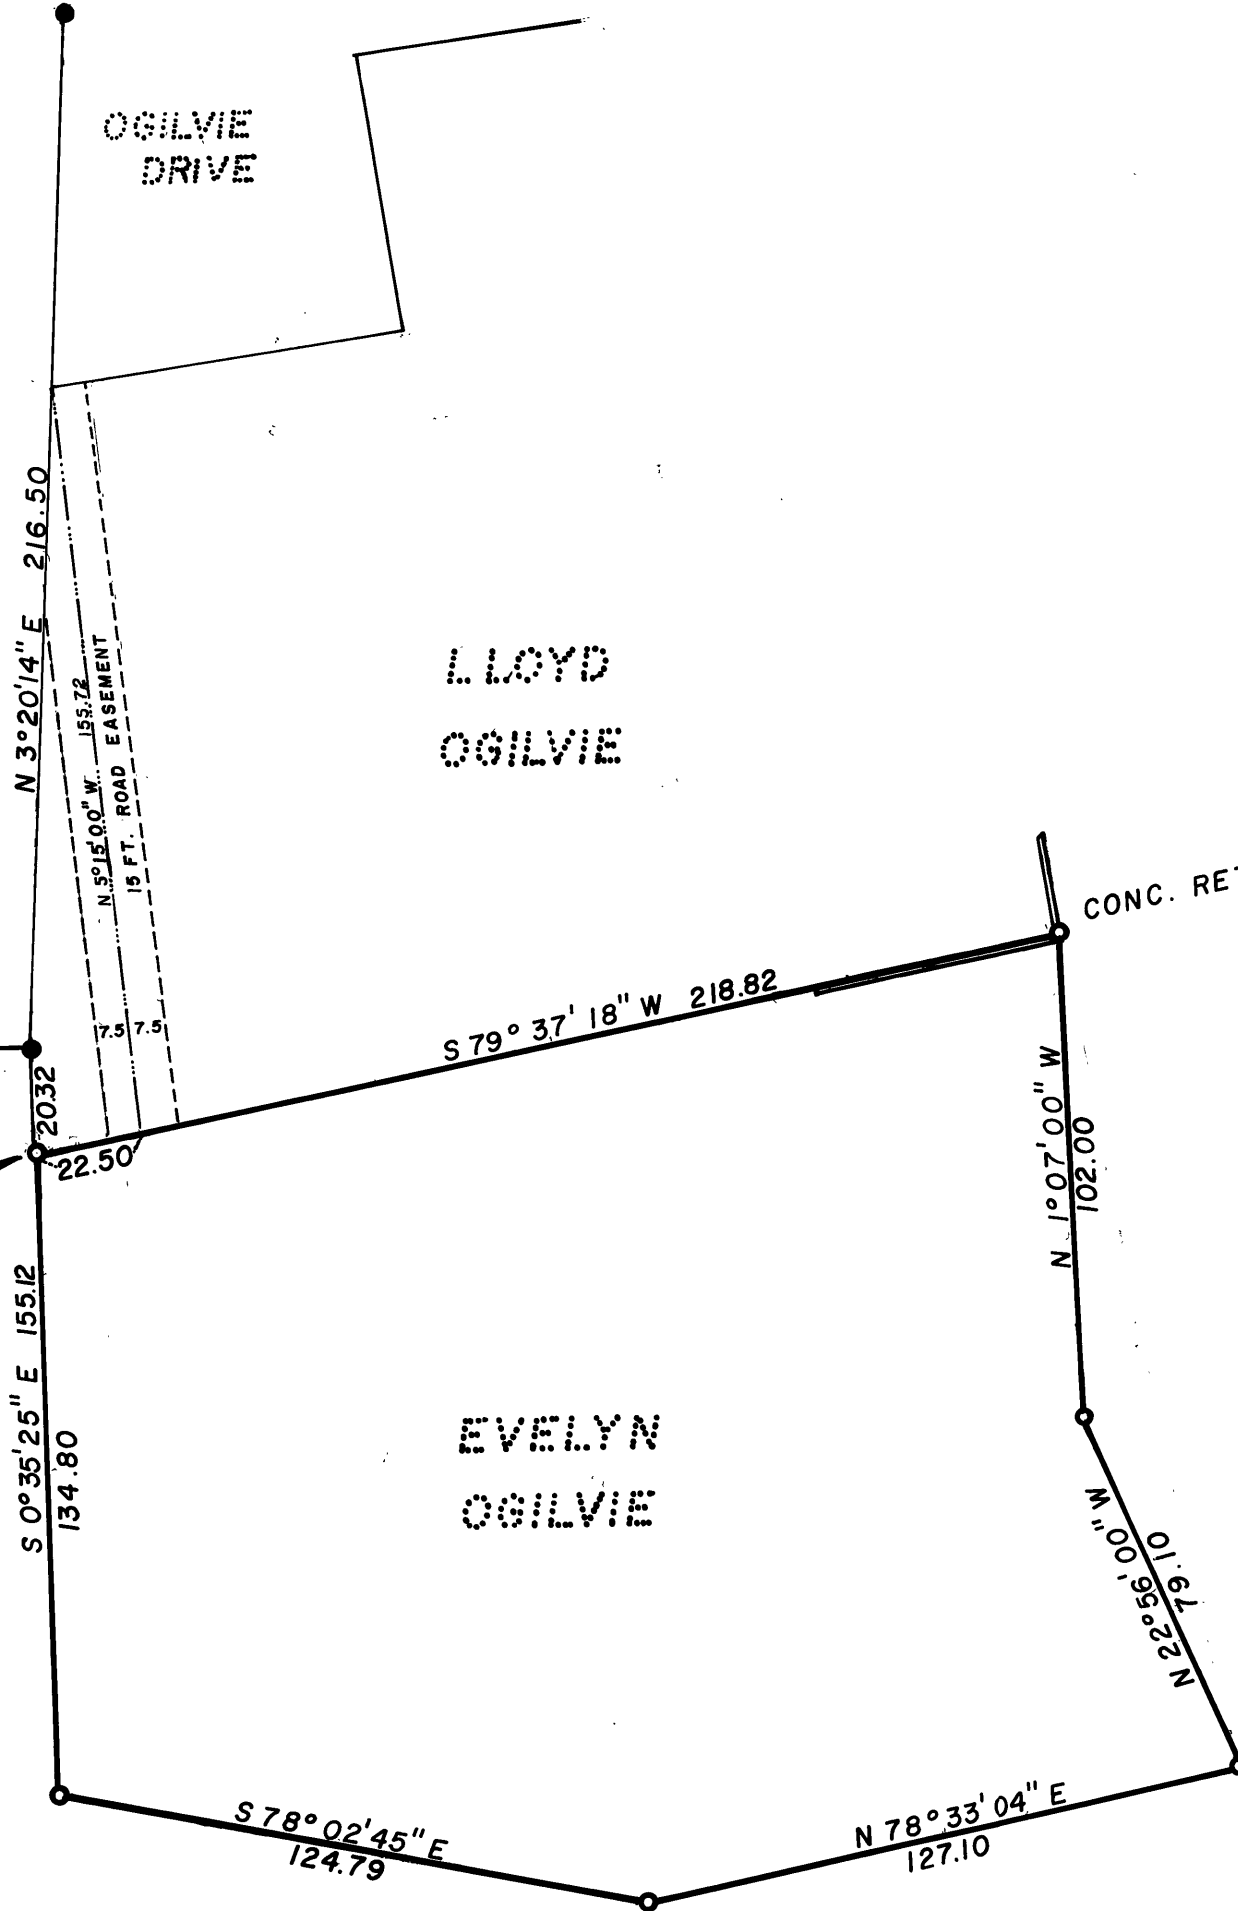 OGILVIE
DRIVE
N 3°20'14" E 216.50
N 5°15'00" W 155.72
15 FT. ROAD EASEMENT
LLOYD
OGILVIE
CONC. RET
S 79° 37' 18" W 218.82
7.5 7.5
20.32
22.50
N 1°07'00" W
102.00
S 0°35'25" E 155.12
134.80
EVELYN
OGILVIE
N 22°56'00" W
79.10
S 78°02'45" E
124.79
N 78°33'04" E
127.10